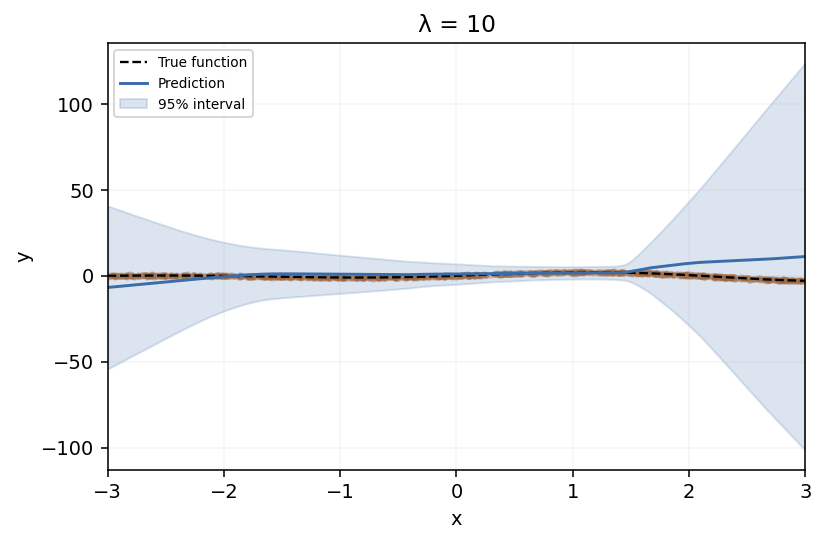 λ = 10
True function
Prediction
95% interval
y
100
50
0
−50
−100
−3
−2
−1
0
1
2
3
x